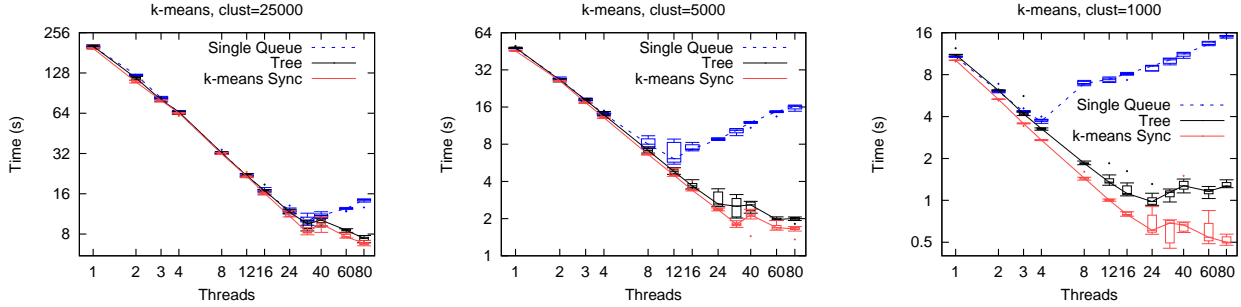 k-means, clust=25000
256
128
64
32
16
8
Time (s)
Single Queue
Tree
k-means Sync
1 2 3 4 8 12 16 24 40 60 80
Threads
k-means, clust=5000
64
32
16
8
4
2
1
Time (s)
Single Queue
Tree
k-means Sync
1 2 3 4 8 12 16 24 40 60 80
Threads
k-means, clust=1000
16
8
4
2
1
0.5
Time (s)
Single Queue
Tree
k-means Sync
1 2 3 4 8 12 16 24 40 60 80
Threads